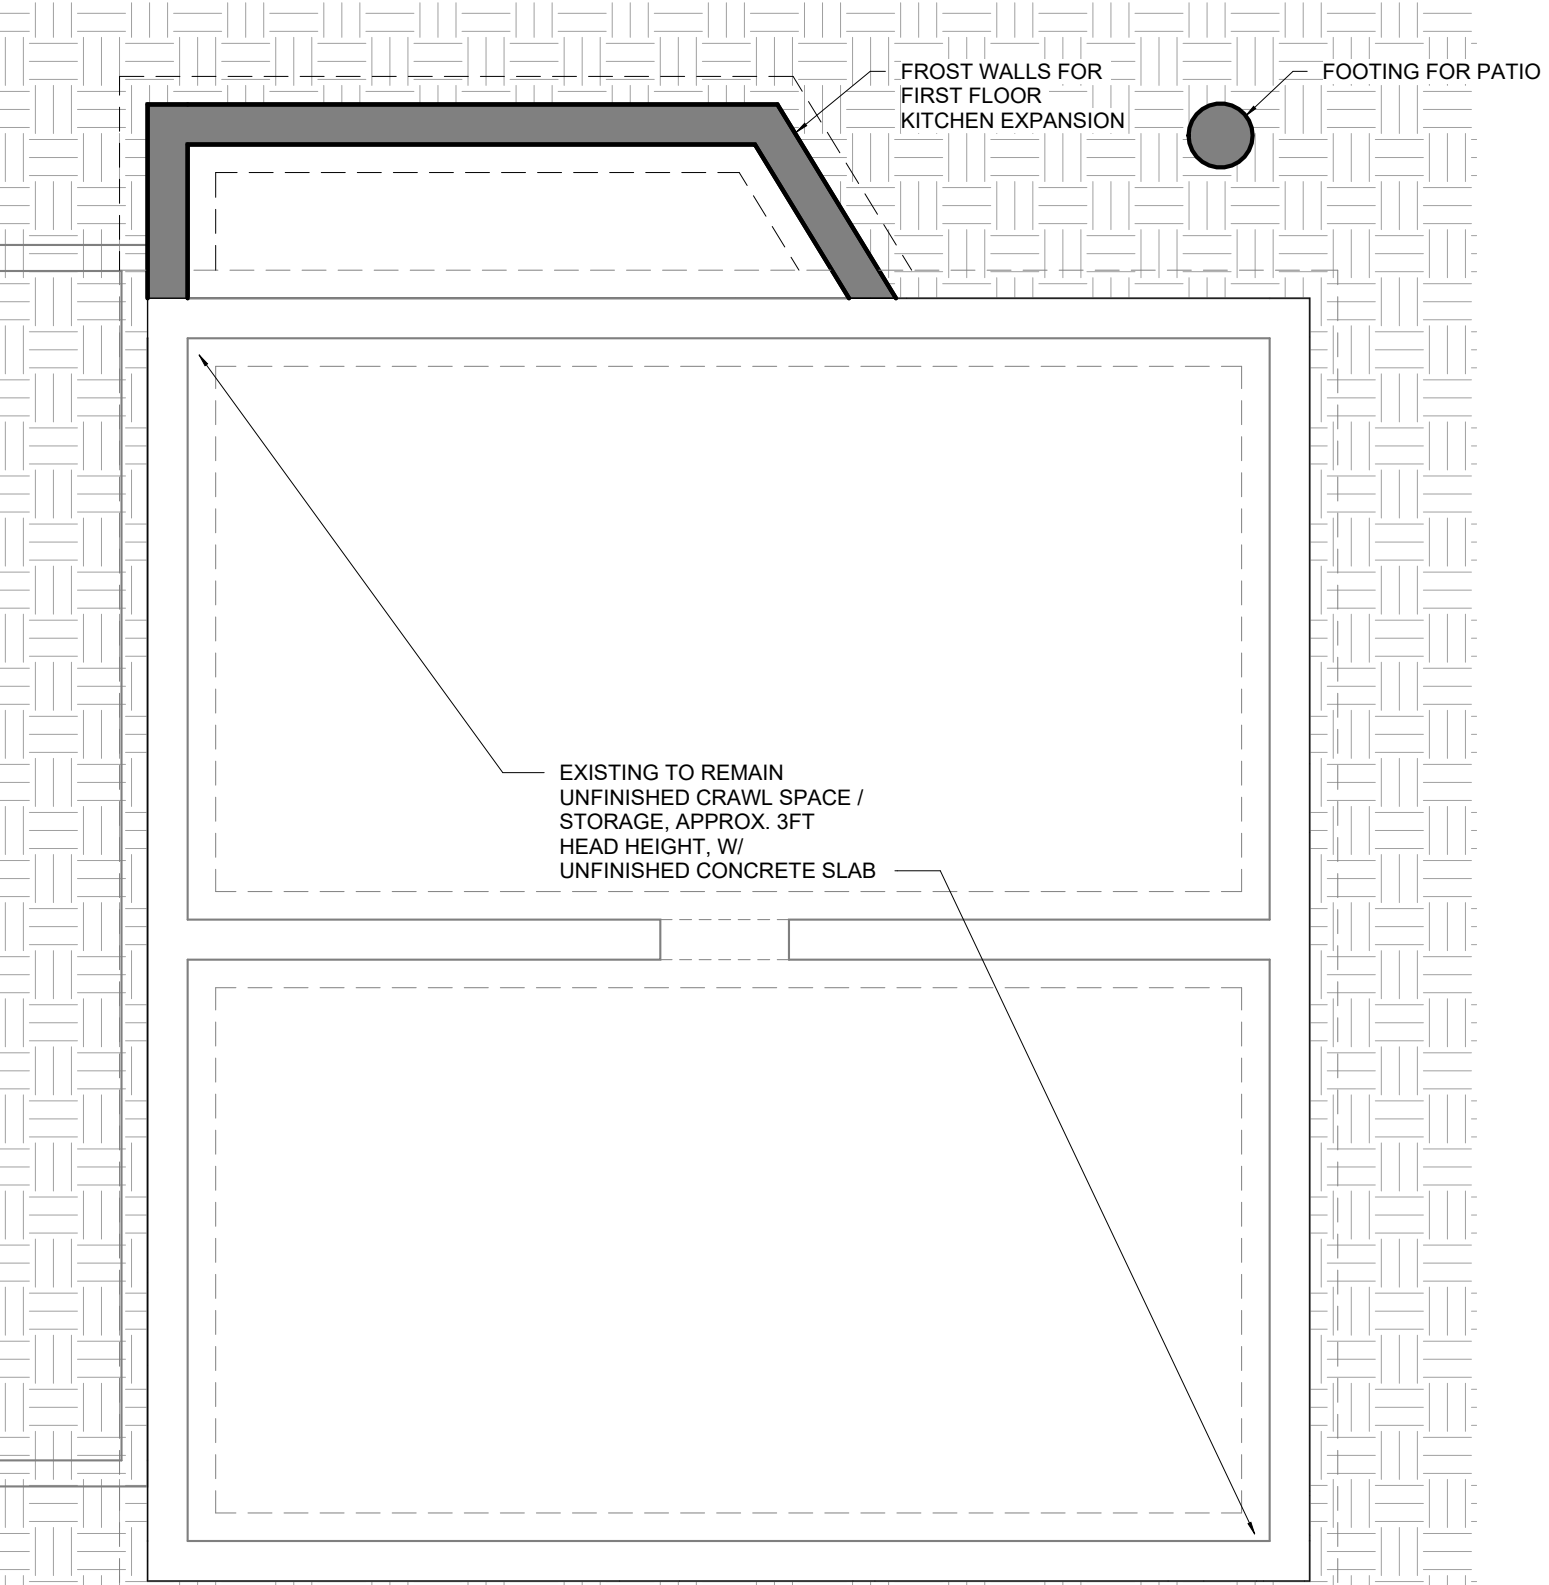 FROST WALLS FOR
FIRST FLOOR
KITCHEN EXPANSION
FOOTING FOR PATIO
EXISTING TO REMAIN
UNFINISHED CRAWL SPACE /
STORAGE, APPROX. 3FT
HEAD HEIGHT, W/
UNFINISHED CONCRETE SLAB